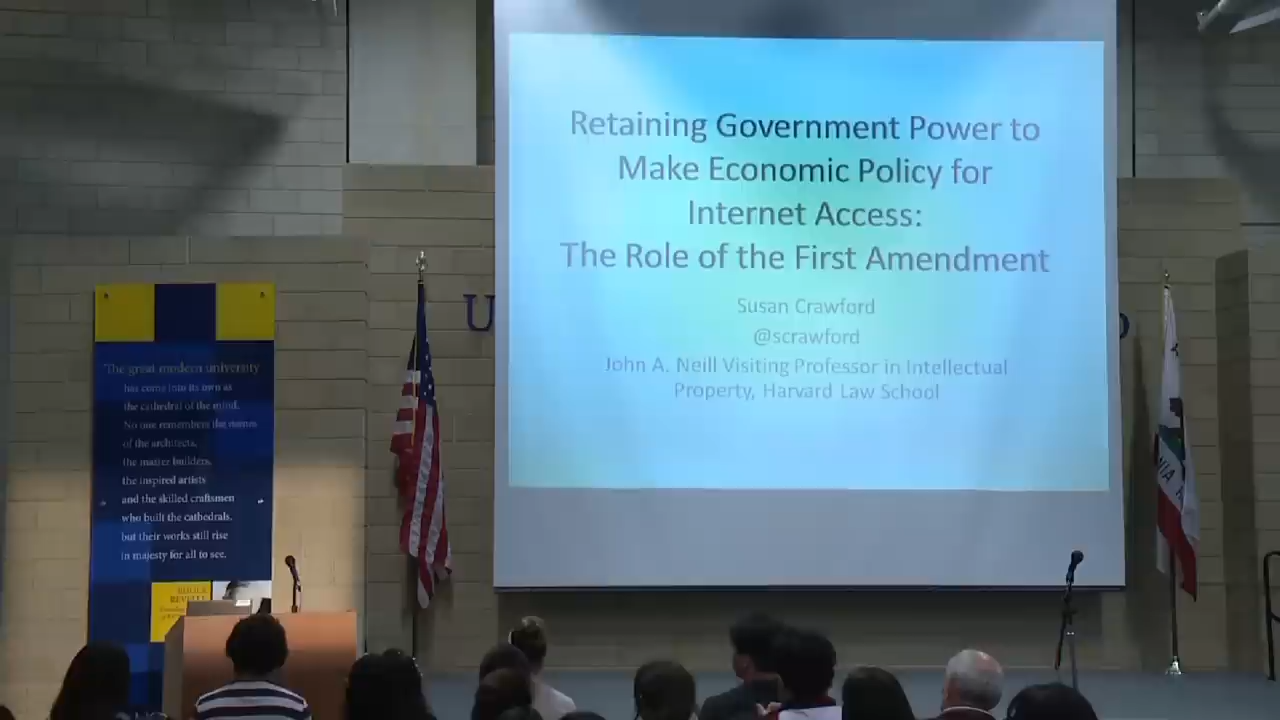 Retaining Government Power to
Make Economic Policy for
Internet Access:
The Role of the First Amendment
Susan Crawford
@scrawford
John A. Neill Visiting Professor in Intellectual
Property, Harvard Law School
The great modern university
has come into its own as
the cathedral of the mind.
No one remembers the names
of the architects,
the master builders,
the inspired artists
and the skilled craftsmen
who built the cathedrals,
but their works still rise
in majesty for all to see.
REVELLE
U